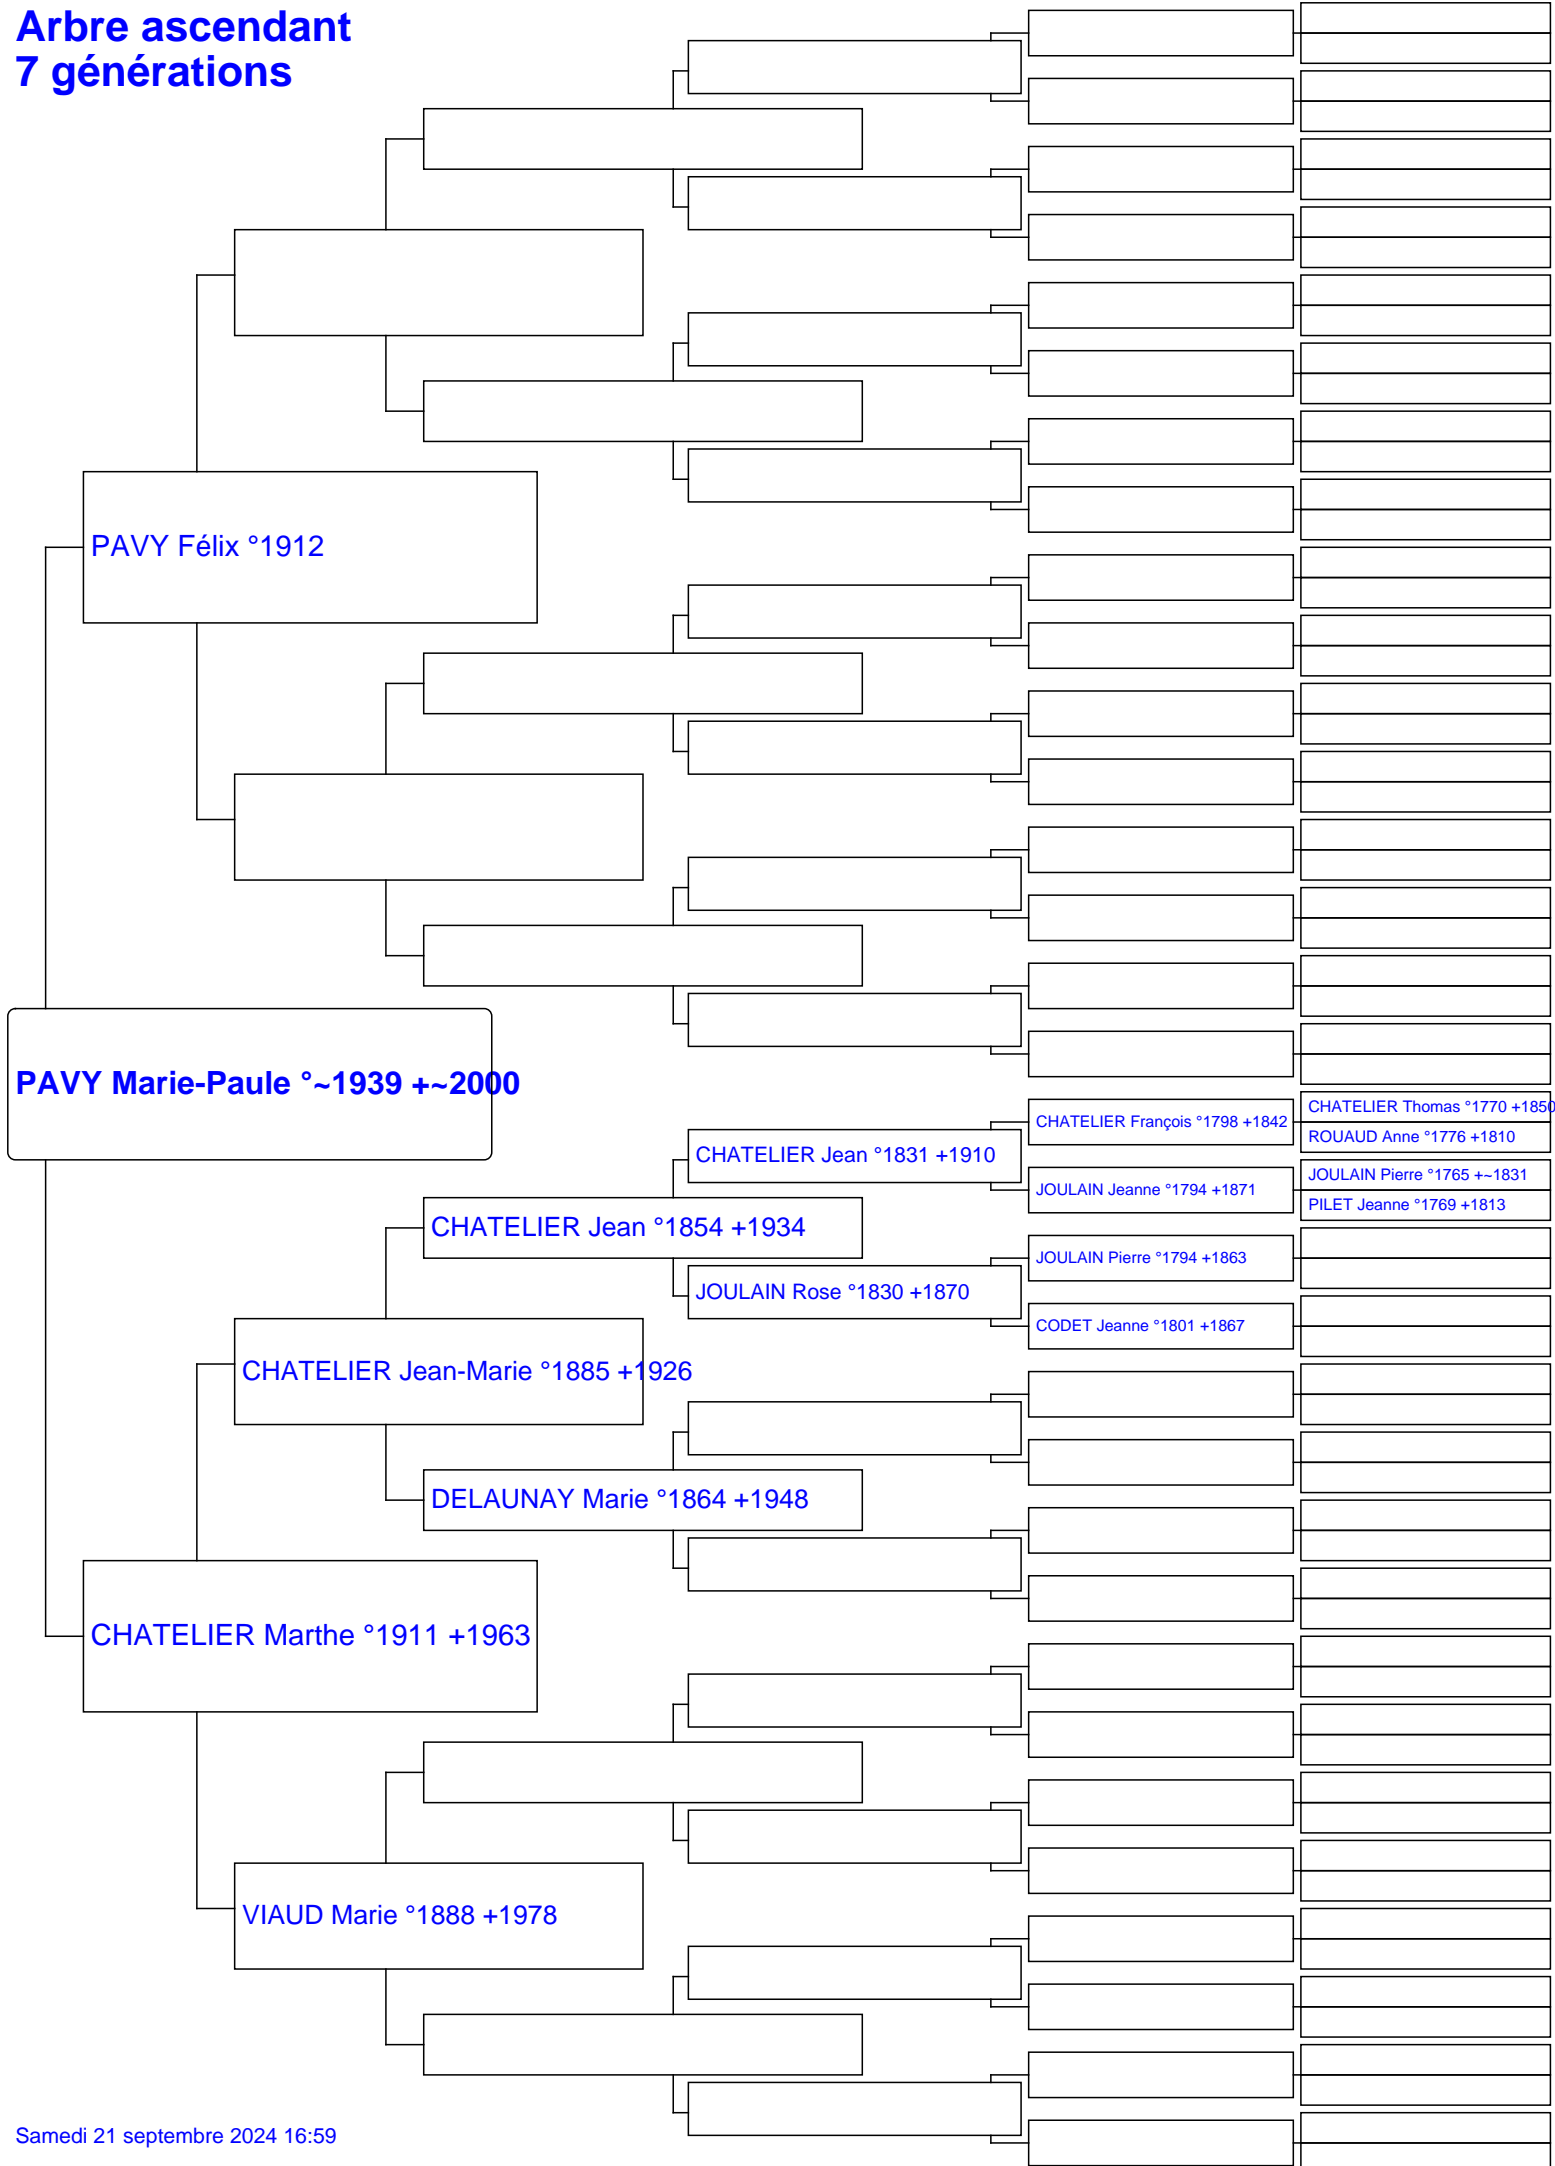 Arbre ascendant
7 générations
PAVY Félix °1912
PAVY Marie-Paule °~1939 +~2000
CHATELIER Thomas °1770 +1850
CHATELIER François °1798 +1842
ROUAUD Anne °1776 +1810
CHATELIER Jean °1831 +1910
JOULAIN Pierre °1765 +~1831
JOULAIN Jeanne °1794 +1871
PILET Jeanne °1769 +1813
CHATELIER Jean °1854 +1934
JOULAIN Pierre °1794 +1863
JOULAIN Rose °1830 +1870
CODET Jeanne °1801 +1867
CHATELIER Jean-Marie °1885 +1926
DELAUNAY Marie °1864 +1948
CHATELIER Marthe °1911 +1963
VIAUD Marie °1888 +1978
Samedi 21 septembre 2024 16:59